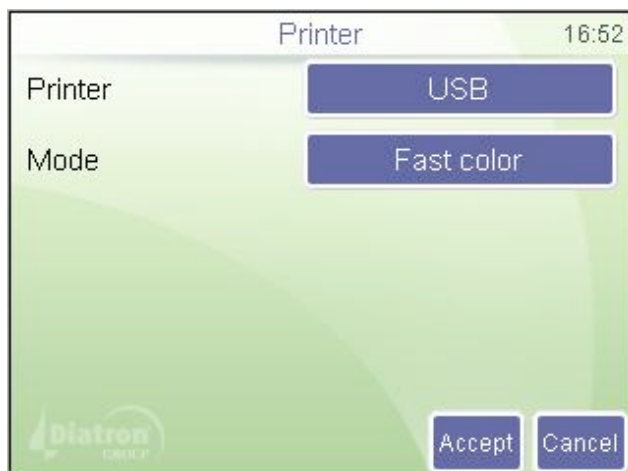 Printer 16:52
Printer USB
Mode Fast color
Diatron
GROUP
Accept Cancel